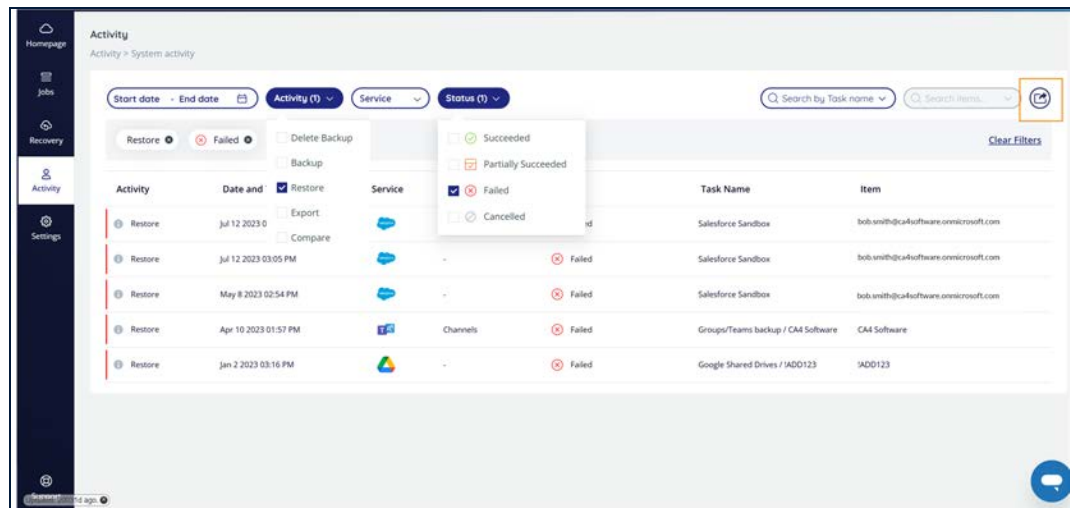 Homepage
Jobs
Recovery
Activity
Settings
Activity
Activity > System activity
Start date - End date
Activity (1)
Service
Status (1)
Search by Task name
Search items.
Restore
Failed
Clear Filters
Delete Backup
Backup
Restore
Export
Compare
Succeeded
Partially Succeeded
Failed
Cancelled
Activity Date and Service Task Name Item
Restore Jul 12 2023 0 Salesforce Sandbox bob.smith@ca4software.onmicrosoft.com
Restore Jul 12 2023 03:05 PM - Failed Salesforce Sandbox bob.smith@ca4software.onmicrosoft.com
Restore May 8 2023 02:54 PM - Failed Salesforce Sandbox bob.smith@ca4software.onmicrosoft.com
Restore Apr 10 2023 01:57 PM Channels Failed Groups/Teams backup / CA4 Software CA4 Software
Restore Jan 2 2023 03:16 PM - Failed Google Shared Drives / !ADD123 !ADD123
ago.